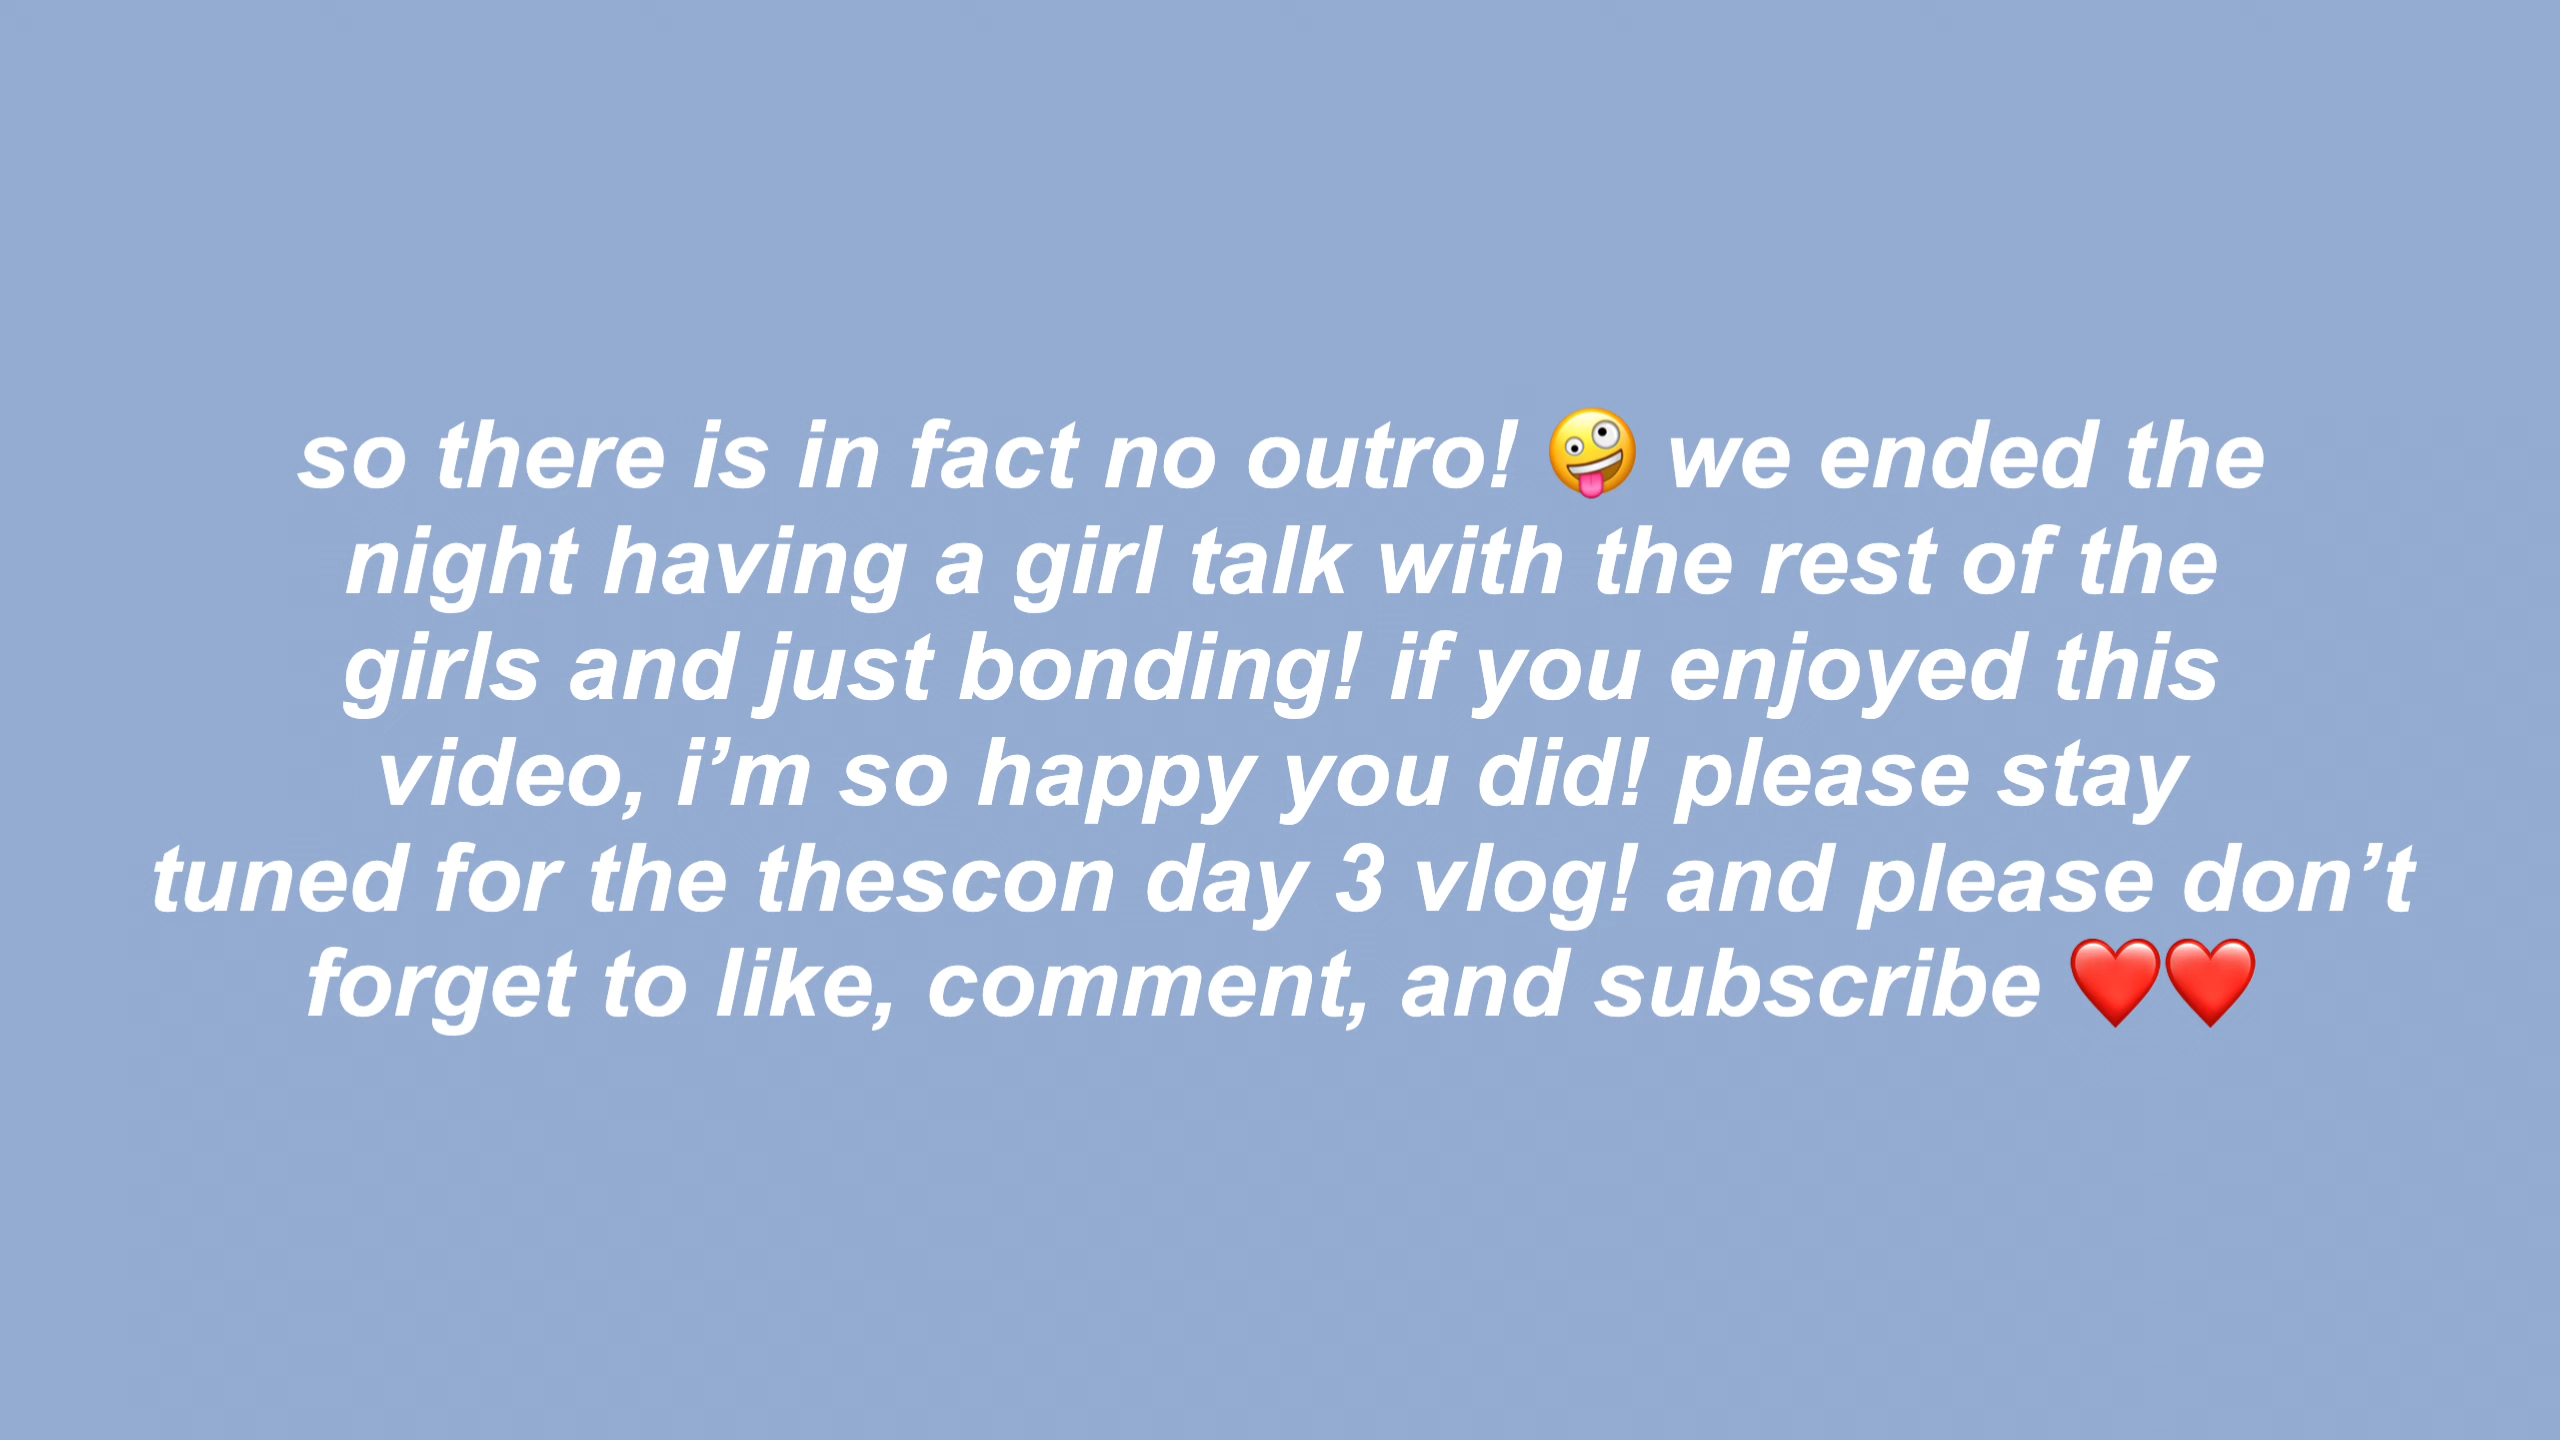 so there is in fact no outro! 🤪 we ended the
night having a girl talk with the rest of the
girls and just bonding! if you enjoyed this
video, i’m so happy you did! please stay
tuned for the thescon day 3 vlog! and please don’t
forget to like, comment, and subscribe ❤️❤️